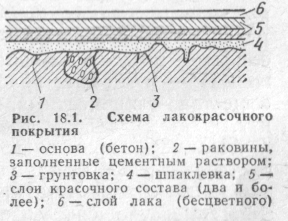 6
5
4
1 2 3
Рис. 18.1. Схема лакокрасочного
покрытия
1 — основа (бетон); 2 — раковины,
заполненные цементным раствором;
3 — грунтовка; 4 — шпаклевка; 5 —
слои красочного состава (два и бо-
лее); 6 — слой лака (бесцветного)